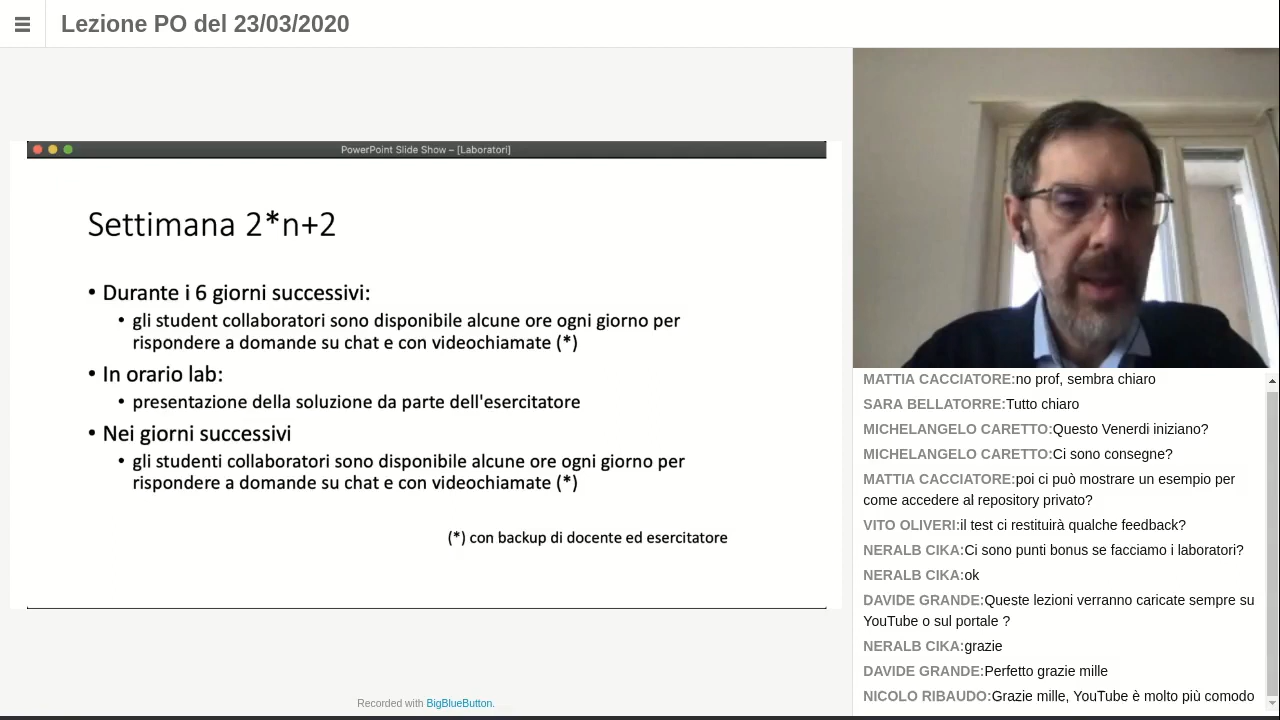 Lezione PO del 23/03/2020
PowerPoint Slide Show – [Laboratori]
Settimana 2*n+2
• Durante i 6 giorni successivi:
• gli student collaboratori sono disponibile alcune ore ogni giorno per
rispondere a domande su chat e con videochiamate (*)
• In orario lab:
• presentazione della soluzione da parte dell'esercitatore
• Nei giorni successivi
• gli studenti collaboratori sono disponibile alcune ore ogni giorno per
rispondere a domande su chat e con videochiamate (*)
(*) con backup di docente ed esercitatore
Recorded with BigBlueButton.
MATTIA CACCIATORE:no prof, sembra chiaro
SARA BELLATORRE:Tutto chiaro
MICHELANGELO CARETTO:Questo Venerdi iniziano?
MICHELANGELO CARETTO:Ci sono consegne?
MATTIA CACCIATORE:poi ci può mostrare un esempio per
come accedere al repository privato?
VITO OLIVERI:il test ci restituirà qualche feedback?
NERALB CIKA:Ci sono punti bonus se facciamo i laboratori?
NERALB CIKA:ok
DAVIDE GRANDE:Queste lezioni verranno caricate sempre su
YouTube o sul portale ?
NERALB CIKA:grazie
DAVIDE GRANDE:Perfetto grazie mille
NICOLO RIBAUDO:Grazie mille, YouTube è molto più comodo